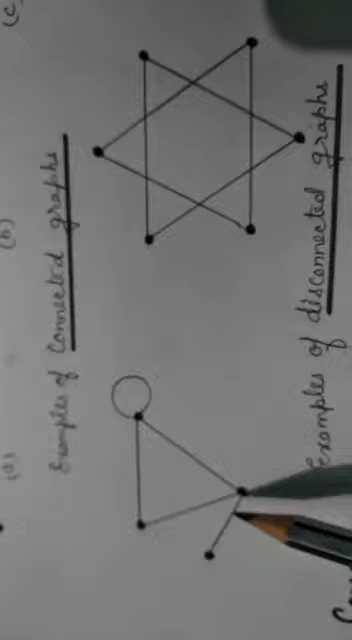 (a) (b) (c)
Examples of Connected graphs
Examples of disconnected graphs